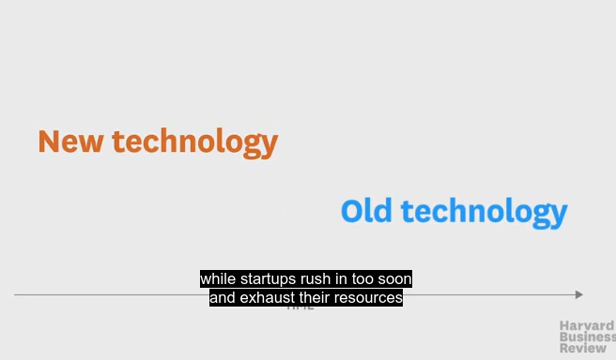 New technology
Old technology
while startups rush in too soon
and exhaust their resources
Harvard
Business
Review